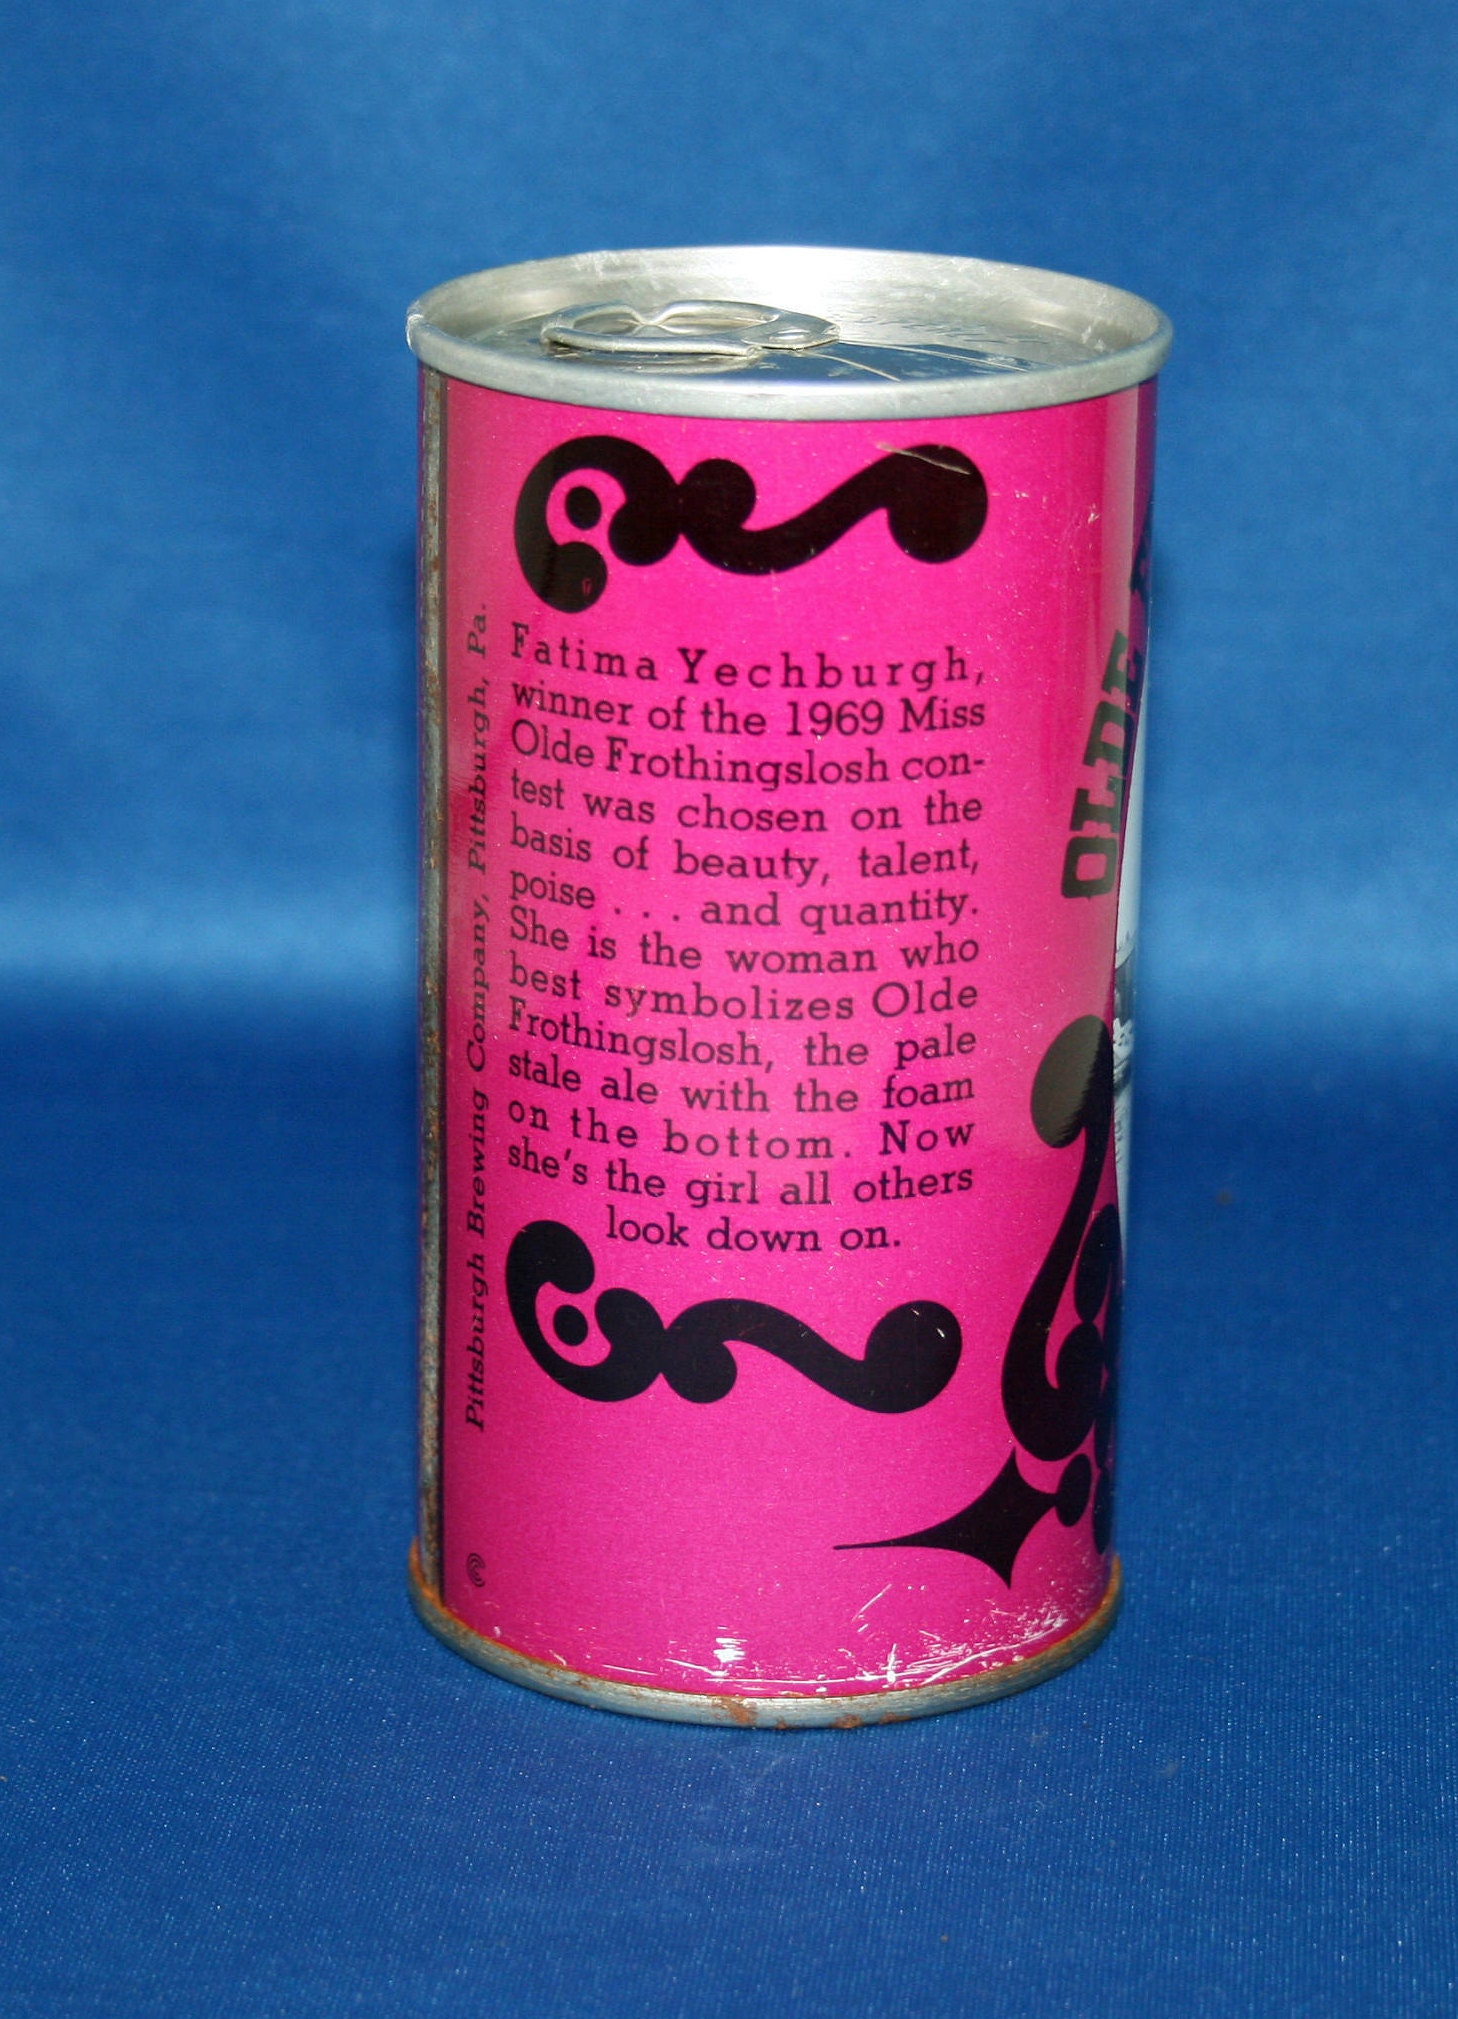 Fatima Yechburgh,
winner of the 1969 Miss
Olde Frothingslosh con-
test was chosen on the
basis of beauty, talent,
poise . . . and quantity.
She is the woman who
best symbolizes Olde
Frothingslosh, the pale
stale ale with the foam
on the bottom. Now
she's the girl all others
look down on.
Pittsburgh Brewing Company, Pittsburgh, Pa.
OLDE